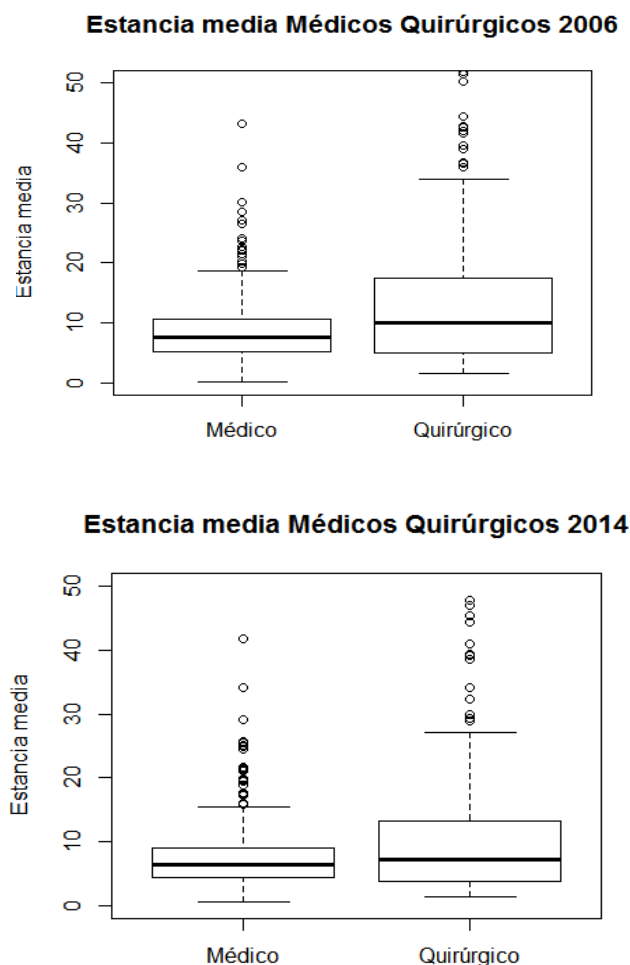 Estancia media Médicos Quirúrgicos 2006
Estancia media
50
40
30
20
10
0
Médico
Quirúrgico
Estancia media Médicos Quirúrgicos 2014
Estancia media
50
40
30
20
10
0
Médico
Quirúrgico